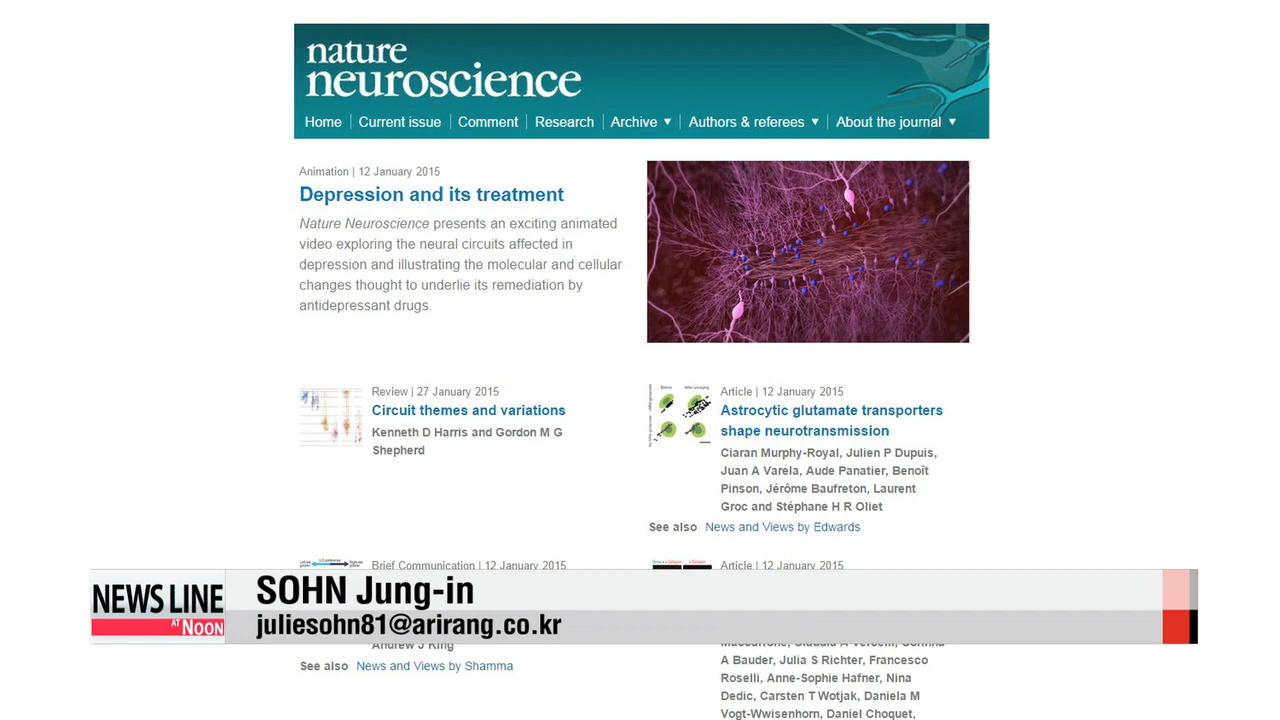 nature
neuroscience
Home
Current issue
Comment
Research
Archive ▼
Authors & referees ▼
About the journal ▼
Animation | 12 January 2015
Depression and its treatment
Nature Neuroscience presents an exciting animated
video exploring the neural circuits affected in
depression and illustrating the molecular and cellular
changes thought to underlie its remediation by
antidepressant drugs.
Review | 27 January 2015
Circuit themes and variations
Kenneth D Harris and Gordon M G
Shepherd
Article | 12 January 2015
Astrocytic glutamate transporters
shape neurotransmission
Ciaran Murphy-Royal, Julien P Dupuis,
Juan A Varela, Aude Panatier, Benoît
Pinson, Jérôme Baufreton, Laurent
Groc and Stéphane H R Oliet
See also News and Views by Edwards
Brief Communication | 12 January 2015
Andrew J King
See also News and Views by Shamma
Article | 12 January 2015
A Bauder, Julia S Richter, Francesco
Roselli, Anne-Sophie Hafner, Nina
Dedic, Carsten T Wotjak, Daniela M
Vogt-Wwisenhorn, Daniel Choquet,
NEWS LINE
AT NOON
SOHN Jung-in
juliesohn81@arirang.co.kr